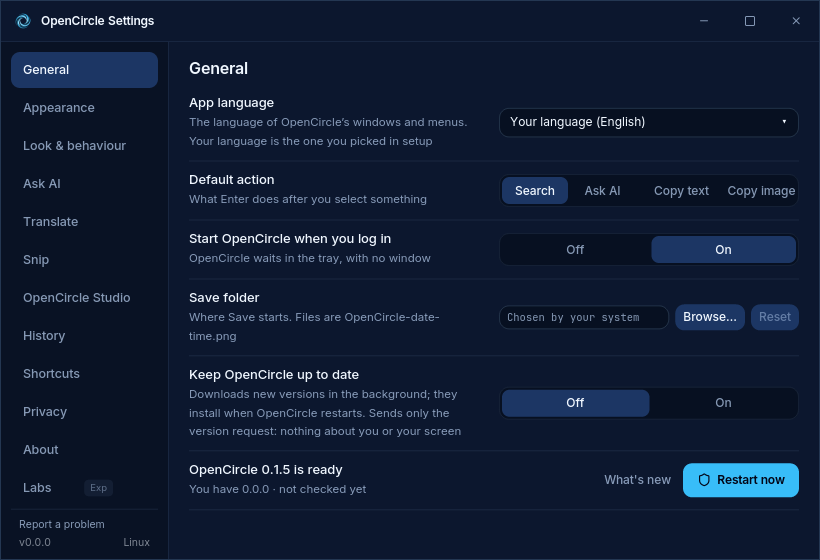 OpenCircle Settings
General
Appearance
Look & behaviour
Ask AI
Translate
Snip
OpenCircle Studio
History
Shortcuts
Privacy
About
Labs Exp
Report a problem
v0.0.0 Linux
General
App language
The language of OpenCircle's windows and menus.
Your language is the one you picked in setup
Your language (English)
Default action
What Enter does after you select something
Search Ask AI Copy text Copy image
Start OpenCircle when you log in
OpenCircle waits in the tray, with no window
Off On
Save folder
Where Save starts. Files are OpenCircle-date-
time.png
Chosen by your system Browse... Reset
Keep OpenCircle up to date
Downloads new versions in the background; they
install when OpenCircle restarts. Sends only the
version request: nothing about you or your screen
Off On
OpenCircle 0.1.5 is ready
You have 0.0.0 · not checked yet
What's new Restart now